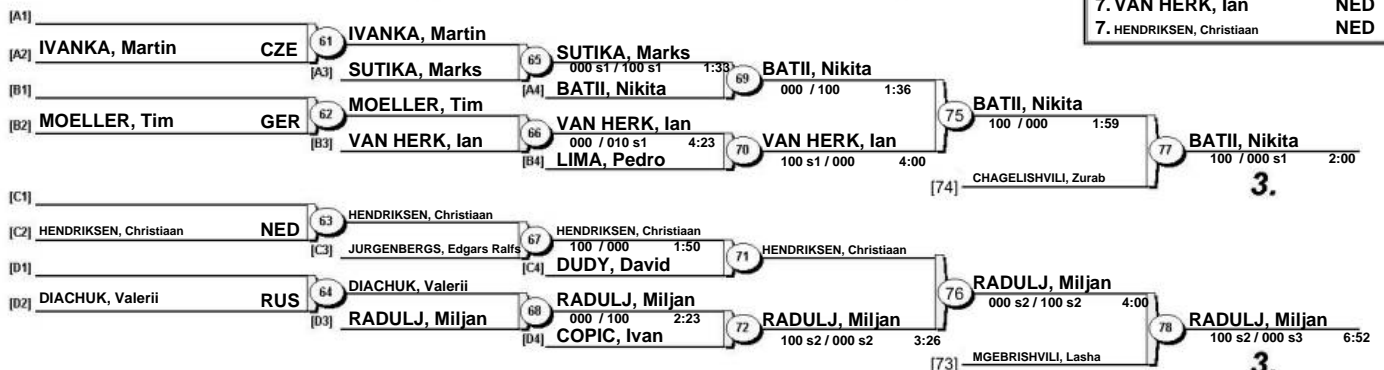 7. VAN HERK, Ian NED
7. HENDRIKSEN, Christiaan NED
[A1]
[A2] IVANKA, Martin CZE
61 IVANKA, Martin
[A3] SUTIKA, Marks
65 SUTIKA, Marks
000 s1 / 100 s1 1:33
[A4] BATII, Nikita
69 BATII, Nikita
000 / 100 1:36
[B1]
[B2] MOELLER, Tim GER
62 MOELLER, Tim
[B3] VAN HERK, Ian
66 VAN HERK, Ian
000 / 010 s1 4:23
[B4] LIMA, Pedro
70 VAN HERK, Ian
100 s1 / 000 4:00
75 BATII, Nikita
100 / 000 1:59
[74] CHAGELISHVILI, Zurab
77 BATII, Nikita
100 / 000 s1 2:00
3.
[C1]
[C2] HENDRIKSEN, Christiaan NED
63 HENDRIKSEN, Christiaan
[C3] JURGENBERGS, Edgars Ralfs
67 HENDRIKSEN, Christiaan
100 / 000 1:50
[C4] DUDY, David
71 HENDRIKSEN, Christiaan
[D1]
[D2] DIACHUK, Valerii RUS
64 DIACHUK, Valerii
[D3] RADULJ, Miljan
68 RADULJ, Miljan
000 / 100 2:23
[D4] COPIC, Ivan
72 RADULJ, Miljan
100 s2 / 000 s2 3:26
76 RADULJ, Miljan
000 s2 / 100 s2 4:00
[73] MGEBRISHVILI, Lasha
78 RADULJ, Miljan
100 s2 / 000 s3 6:52
3.